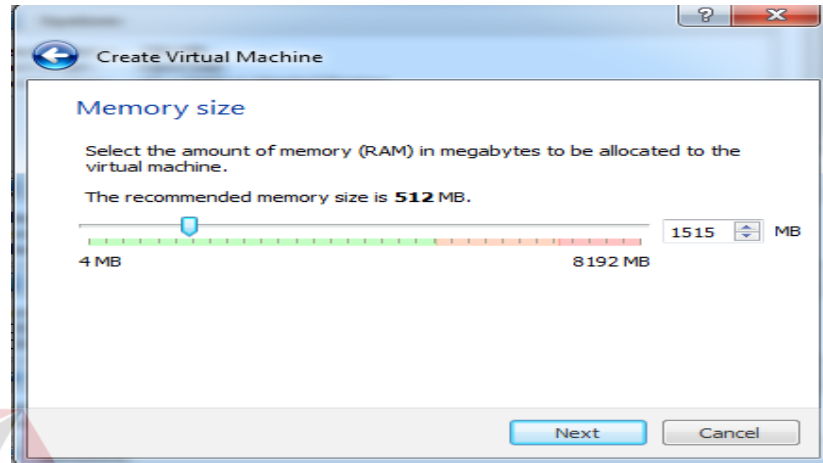 ?
Create Virtual Machine
Memory size
Select the amount of memory (RAM) in megabytes to be allocated to the
virtual machine.
The recommended memory size is 512 MB.
1515 MB
4 MB 8192 MB
Next Cancel